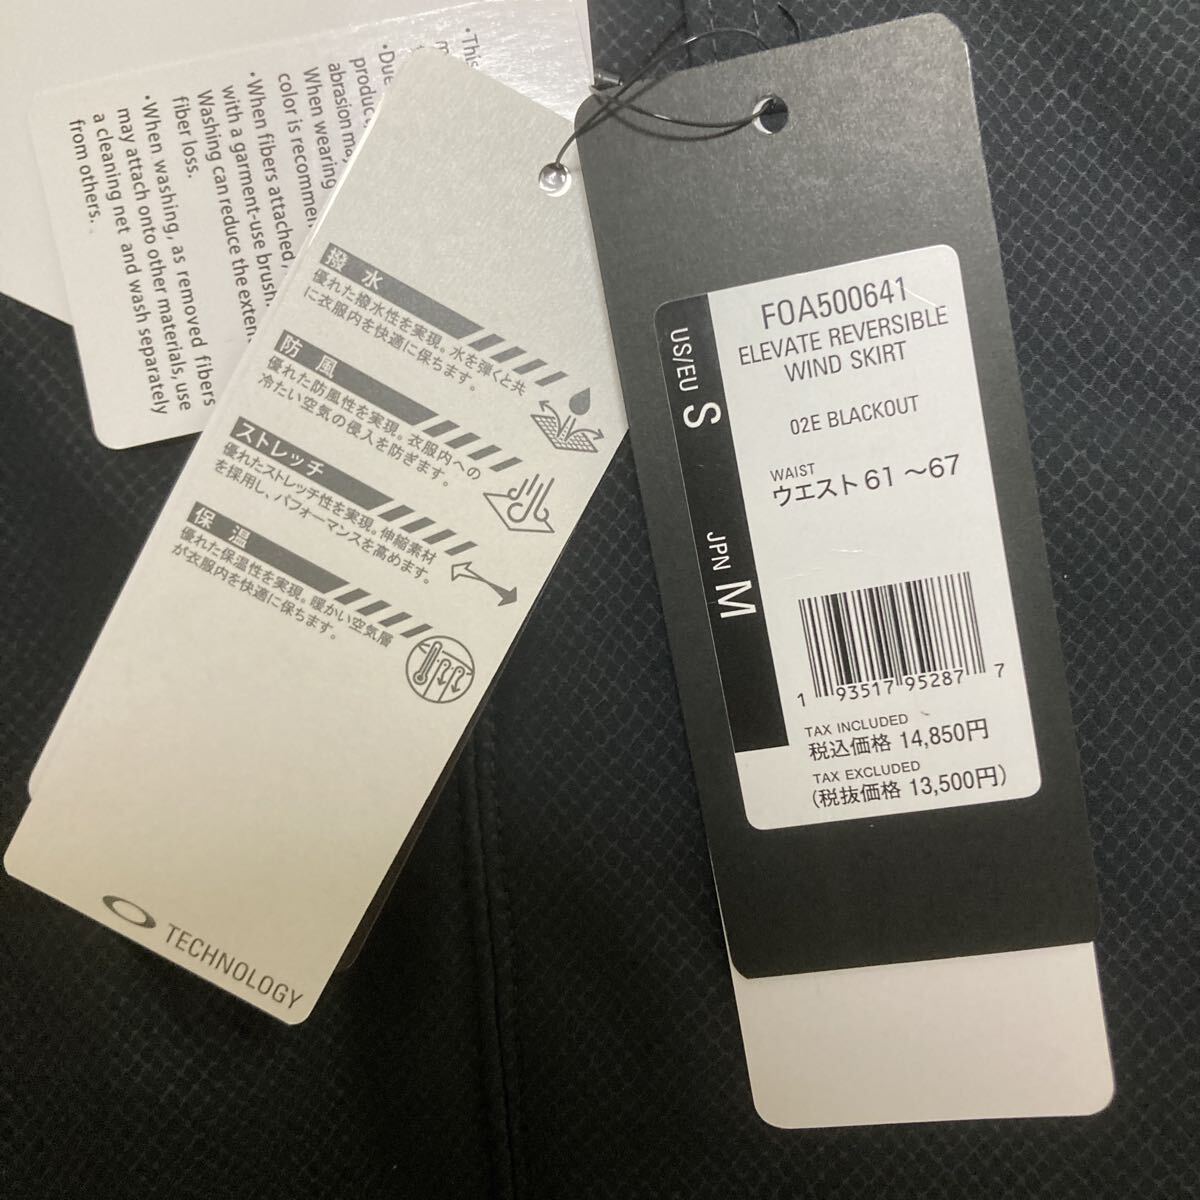 ・This
・Due
produc
abrasion may
When wearing
color is recommen
・When fibers attached,
with a garment-use brush.
Washing can reduce the exten
fiber loss.
・When washing, as removed fibers
may attach onto other materials, use
a cleaning net and wash separately
from others.
撥水
優れた撥水性を実現。水を弾くと共
に衣服内を快適に保ちます。
防風
優れた防風性を実現。衣服内への
冷たい空気の侵入を防ぎます。
ストレッチ
優れたストレッチ性を実現。伸縮素材
を採用し、パフォーマンスを高めます。
保温
優れた保温性を実現。暖かい空気層
が衣服内を快適に保ちます。
TECHNOLOGY
US/EU S
JPN M
FOA500641
ELEVATE REVERSIBLE
WIND SKIRT
02E BLACKOUT
WAIST
ウエスト 61 ～67
1 93517 95287 7
TAX INCLUDED
税込価格 14,850円
TAX EXCLUDED
(税抜価格 13,500円)